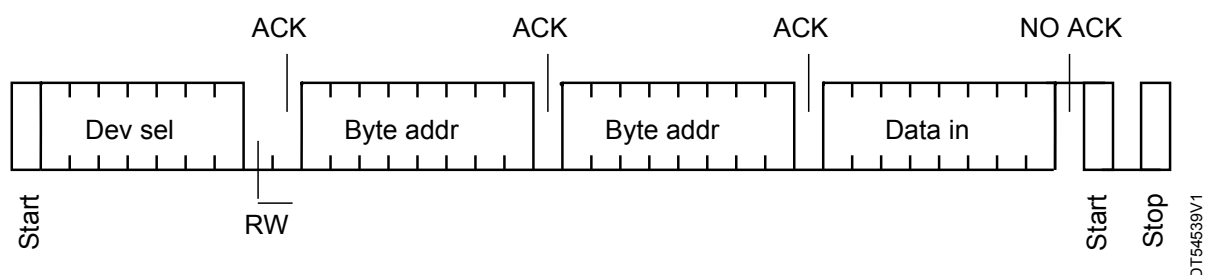 ACK ACK ACK NO ACK
Dev sel Byte addr Byte addr Data in
RW
Start Start Stop
DT54539V1